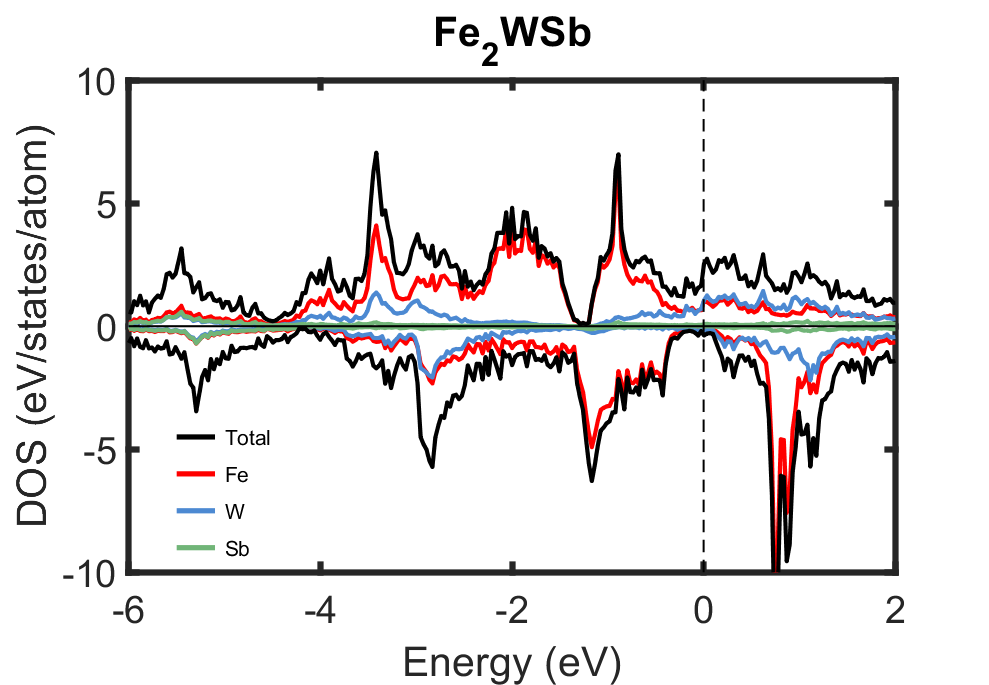 Fe₂WSb
10
5
0
-5
-10
DOS (eV/states/atom)
Total
Fe
W
Sb
-6 -4 -2 0 2
Energy (eV)